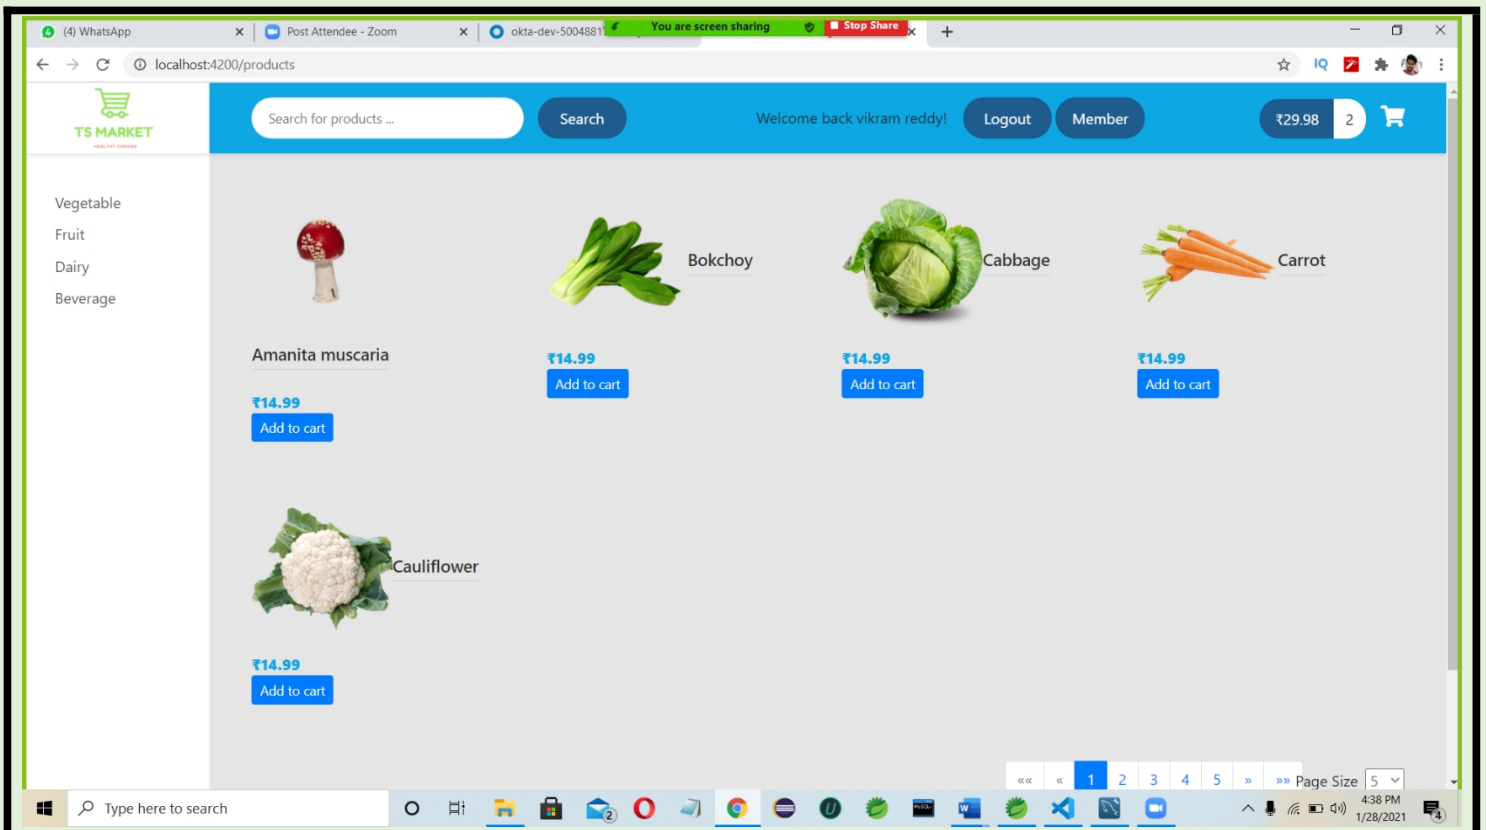 (4) WhatsApp
Post Attendee - Zoom
okta-dev-5004881
You are screen sharing
Stop Share
localhost:4200/products
IQ
TS MARKET
HEALTHY CHOICES
Search for products ...
Search
Welcome back vikram reddy!
Logout
Member
₹29.98
2
Vegetable
Fruit
Dairy
Beverage
Amanita muscaria
₹14.99
Add to cart
Bokchoy
₹14.99
Add to cart
Cabbage
₹14.99
Add to cart
Carrot
₹14.99
Add to cart
Cauliflower
₹14.99
Add to cart
«« « 1 2 3 4 5 » »» Page Size 5
Type here to search
2
4:38 PM
1/28/2021
4